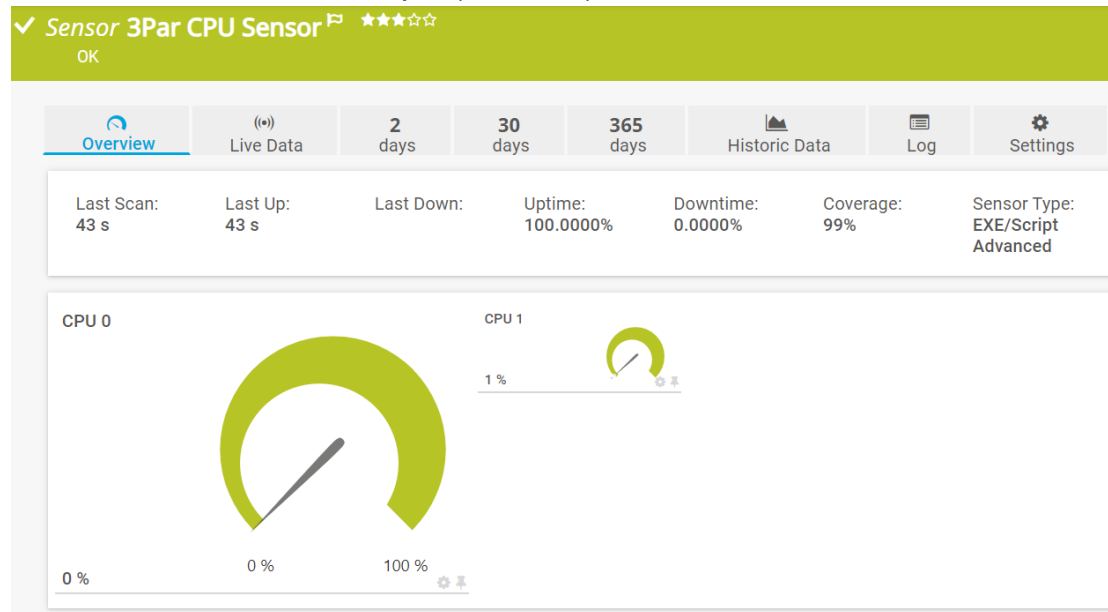 Sensor 3Par CPU Sensor
OK
Overview
Live Data
2 days
30 days
365 days
Historic Data
Log
Settings
Last Scan:
43 s
Last Up:
43 s
Last Down:
Uptime:
100.0000%
Downtime:
0.0000%
Coverage:
99%
Sensor Type:
EXE/Script
Advanced
CPU 0
0 %
100 %
0 %
CPU 1
1 %